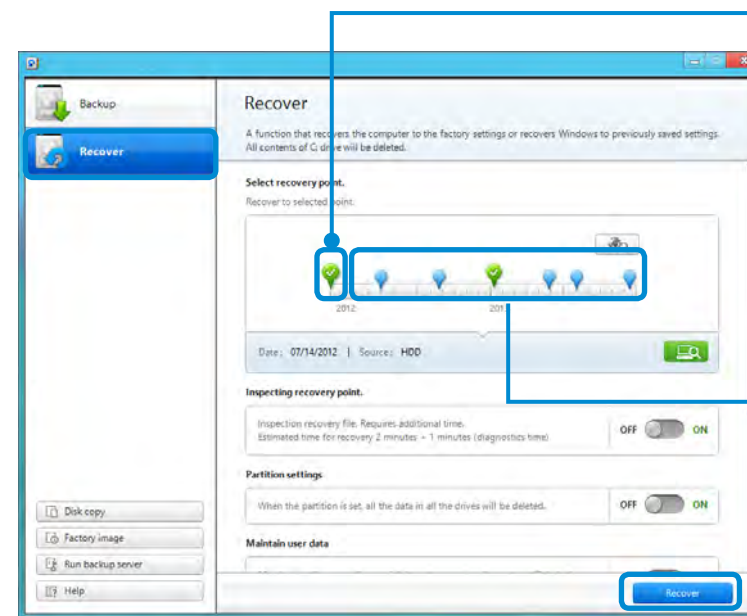 Backup
Recover
Disk copy
Factory image
Run backup server
Help
Recover
A function that recovers the computer to the factory settings or recovers Windows to previously saved settings.
All contents of C: drive will be deleted.
Select recovery point.
Recover to selected point.
2012
201
Date: 07/14/2012 | Source: HDD
Inspecting recovery point.
Inspection recovery file. Requires additional time.
Estimated time for recovery 2 minutes + 1 minutes (diagnostics time)
OFF ON
Partition settings
When the partition is set, all the data in all the drives will be deleted.
OFF ON
Maintain user data
Recover